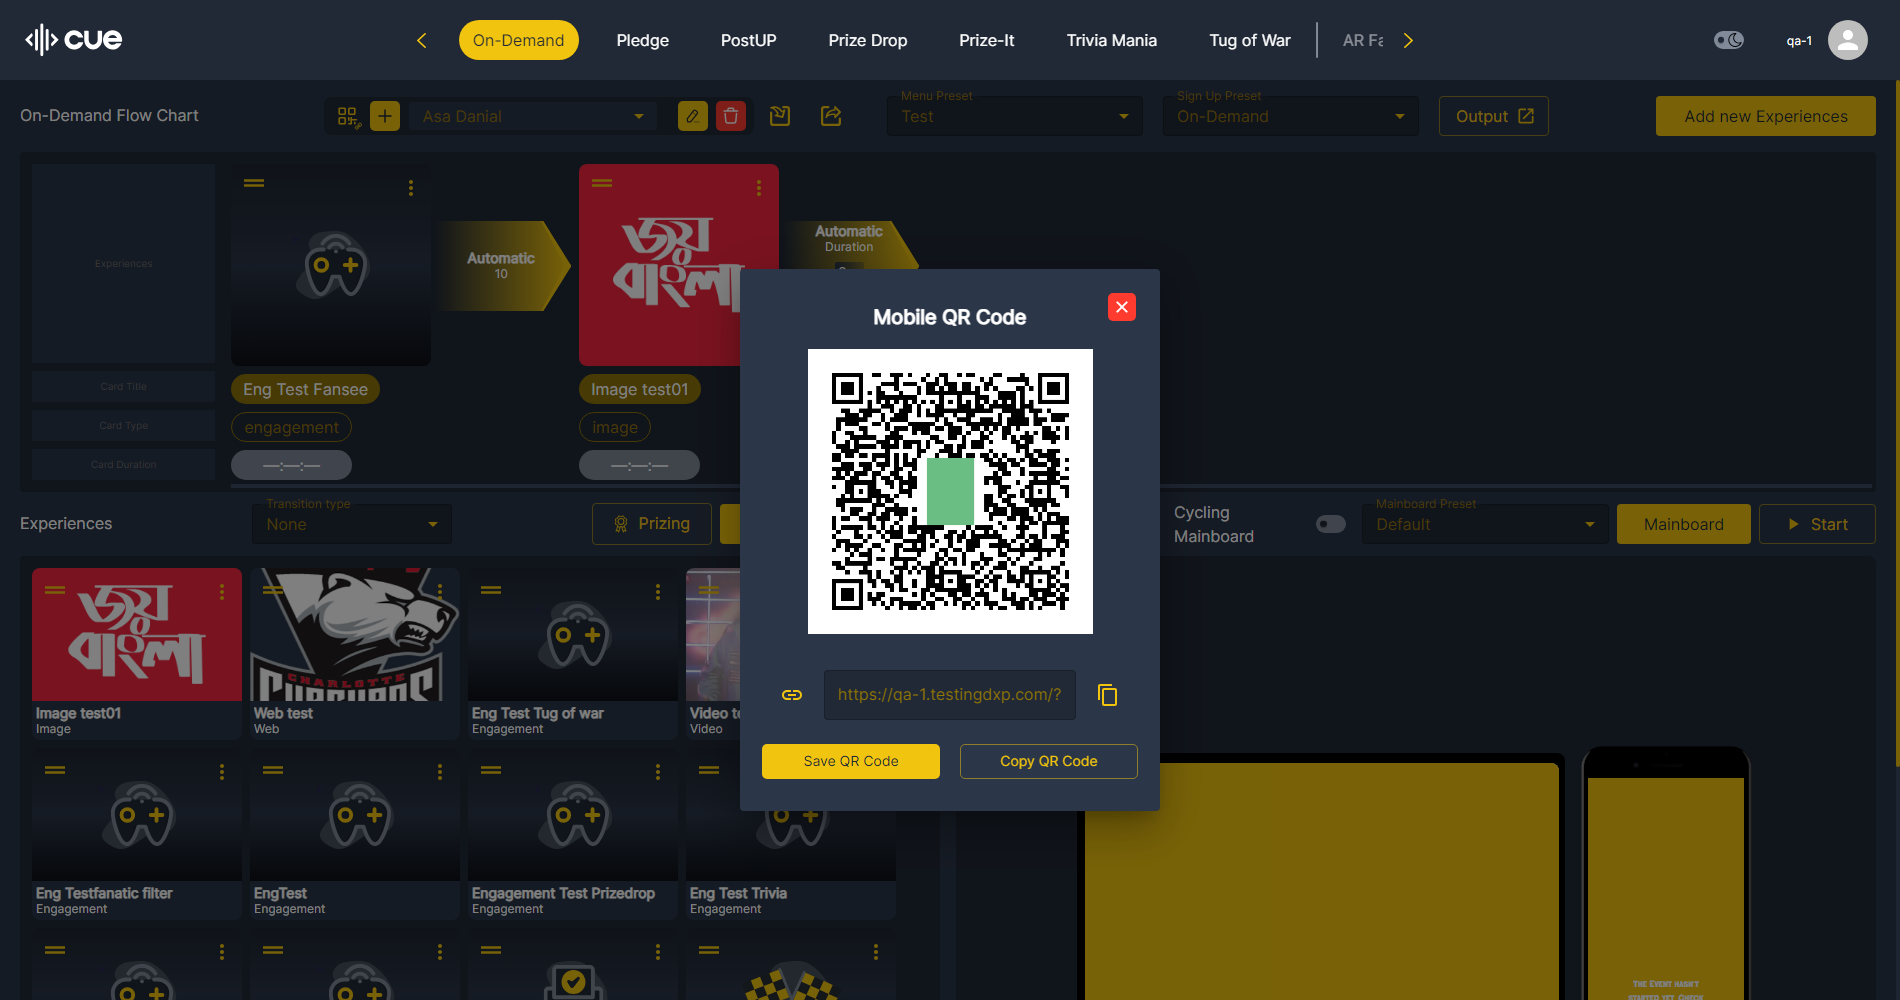 cue
On-Demand
Pledge
PostUP
Prize Drop
Prize-It
Trivia Mania
Tug of War
AR Fa
qa-1
On-Demand Flow Chart
Asa Danial
Menu Preset
Test
Sign Up Preset
On-Demand
Output
Add new Experiences
Experiences
Automatic
10
জয়
বাংলা
Automatic
Duration
Card Title
Eng Test Fansee
Image test01
Card Type
engagement
image
Card Duration
—:—:—
—:—:—
Mobile QR Code
https://qa-1.testingdxp.com/?
Save QR Code
Copy QR Code
Experiences
Transition type
None
Prizing
Cycling
Mainboard
Mainboard Preset
Default
Mainboard
Start
জয়
বাংলা
CHARLOTTE
Image test01
Image
Web test
Web
Eng Test Tug of war
Engagement
Video te
Video
Eng Testfanatic filter
Engagement
EngTest
Engagement
Engagement Test Prizedrop
Engagement
Eng Test Trivia
Engagement
The Event hasn't
started yet. Check